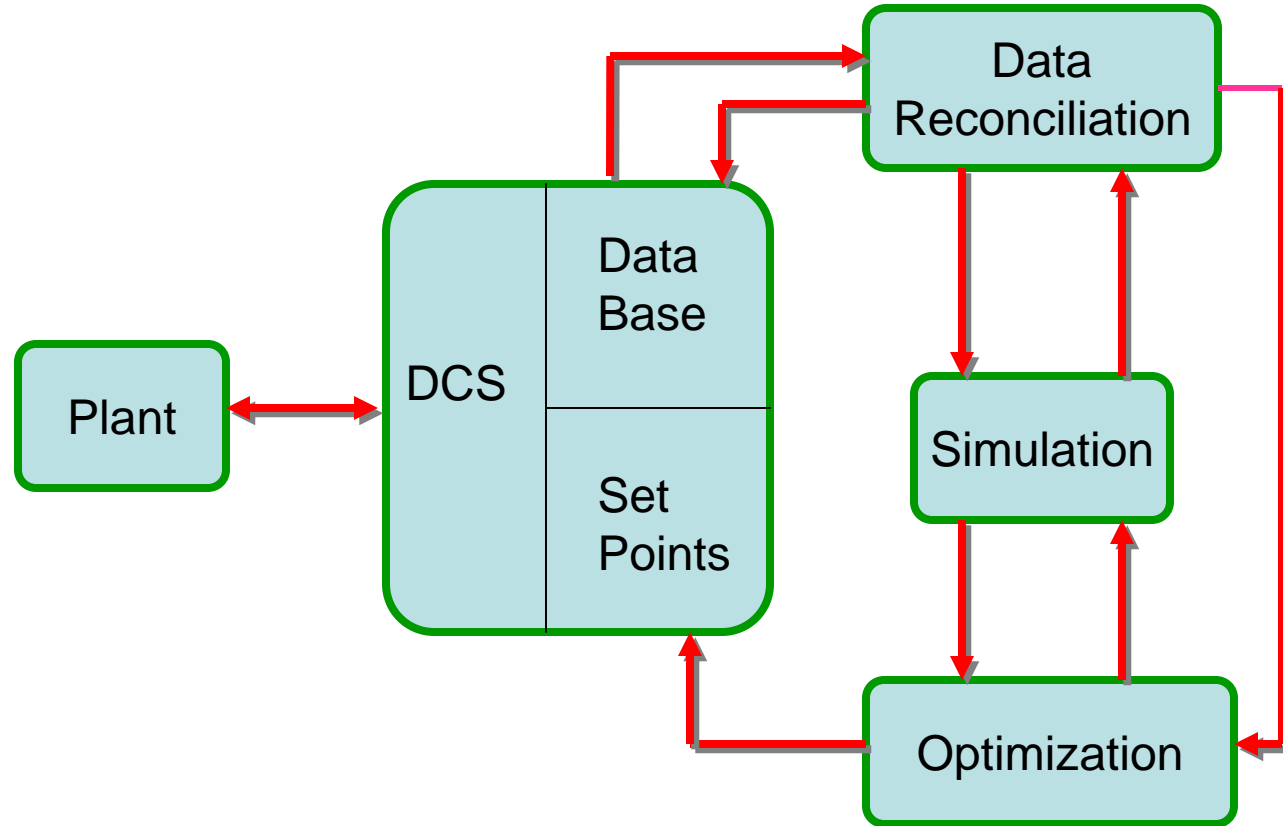 Data
Reconciliation
Data
Base
DCS
Plant
Simulation
Set
Points
Optimization